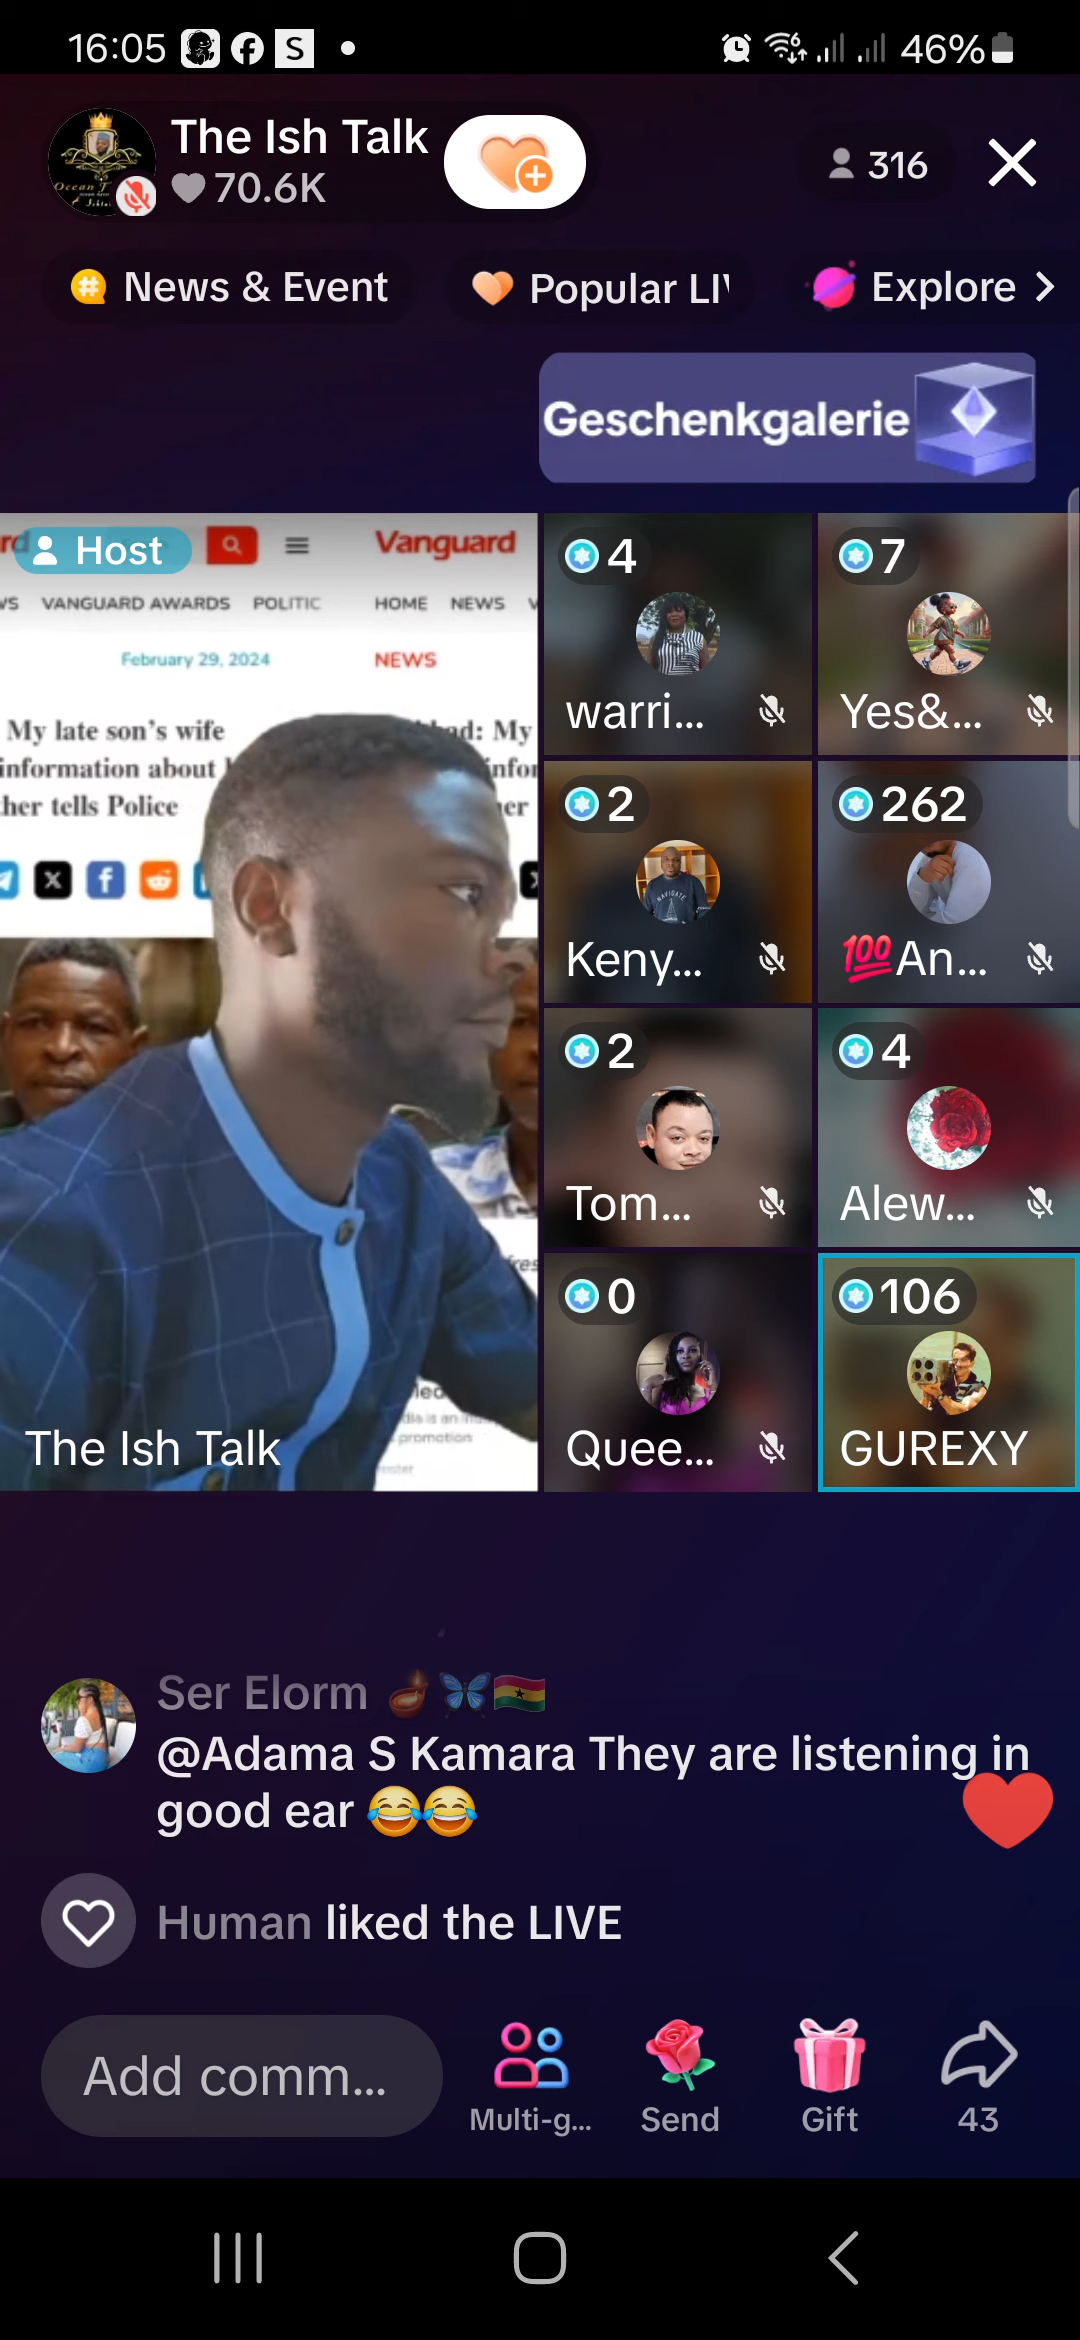 16:05
S
46%
The Ish Talk
70.6K
316
News & Event
Popular LI
Explore
Geschenkgalerie
Host
Vanguard
VANGUARD AWARDS POLITIC
HOME NEWS
February 29, 2024
NEWS
My late son's wife
information about
her tells Police
My
4
7
warri...
Yes&...
2
262
NAVIGATE
Keny...
💯An...
2
4
Tom...
Alew...
0
106
promotion
The Ish Talk
Quee...
GUREXY
Ser Elorm 🪔🦋🇬🇭
@Adama S Kamara They are listening in
good ear 😂😂
Human liked the LIVE
Add comm...
Multi-g...
Send
Gift
43